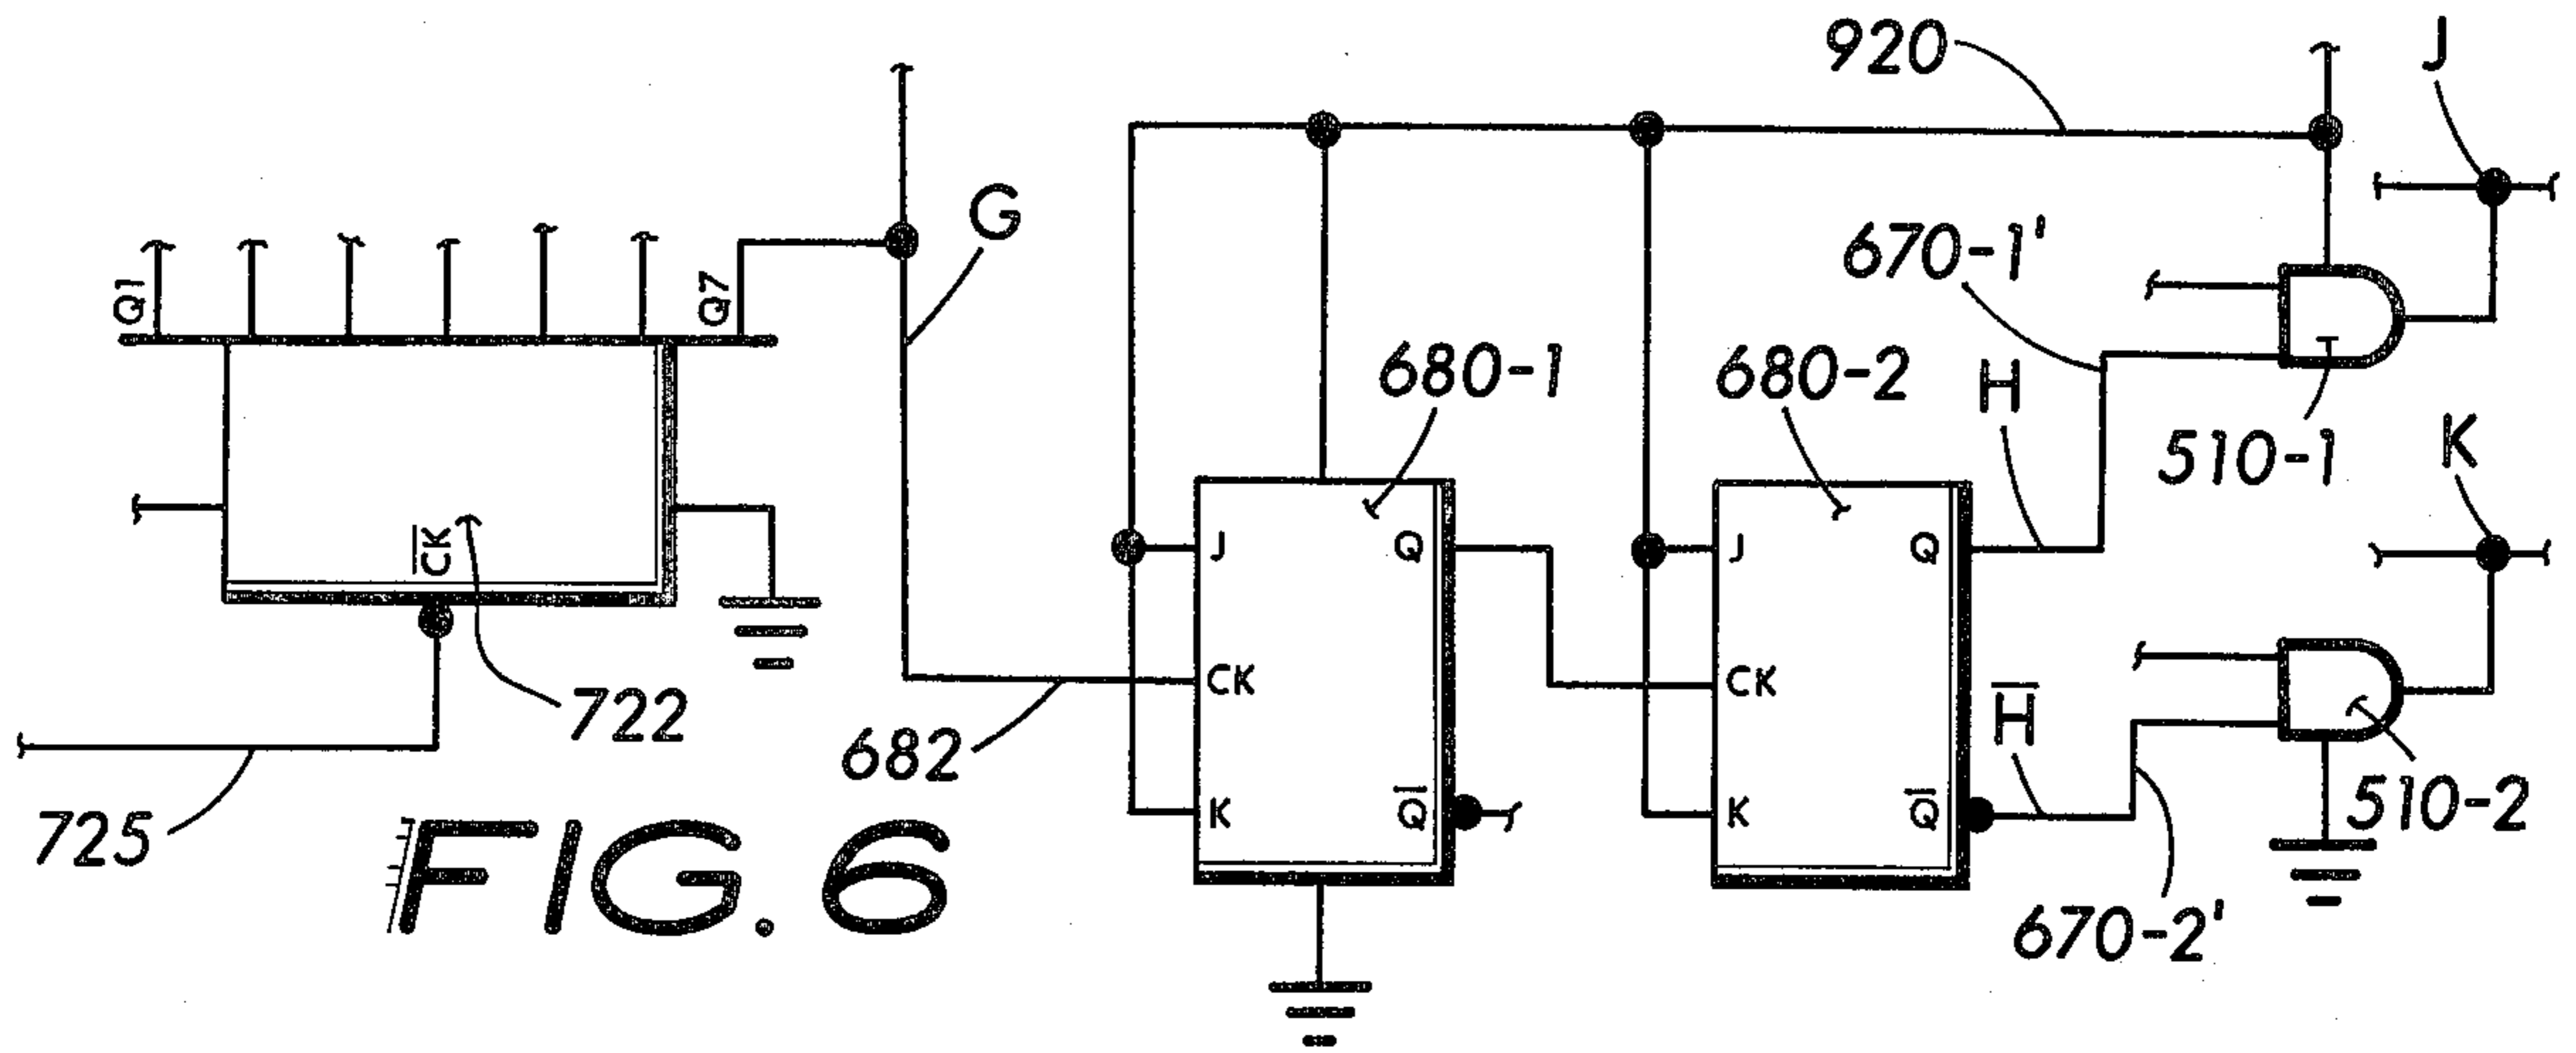 920
J
G
670-1'
Q1
Q7
680-1
680-2
H
510-1
K
J
Q
J
Q
CK
CK
CK
722
682
H̅
725
K
Q̅
K
Q̅
510-2
670-2'
FIG. 6